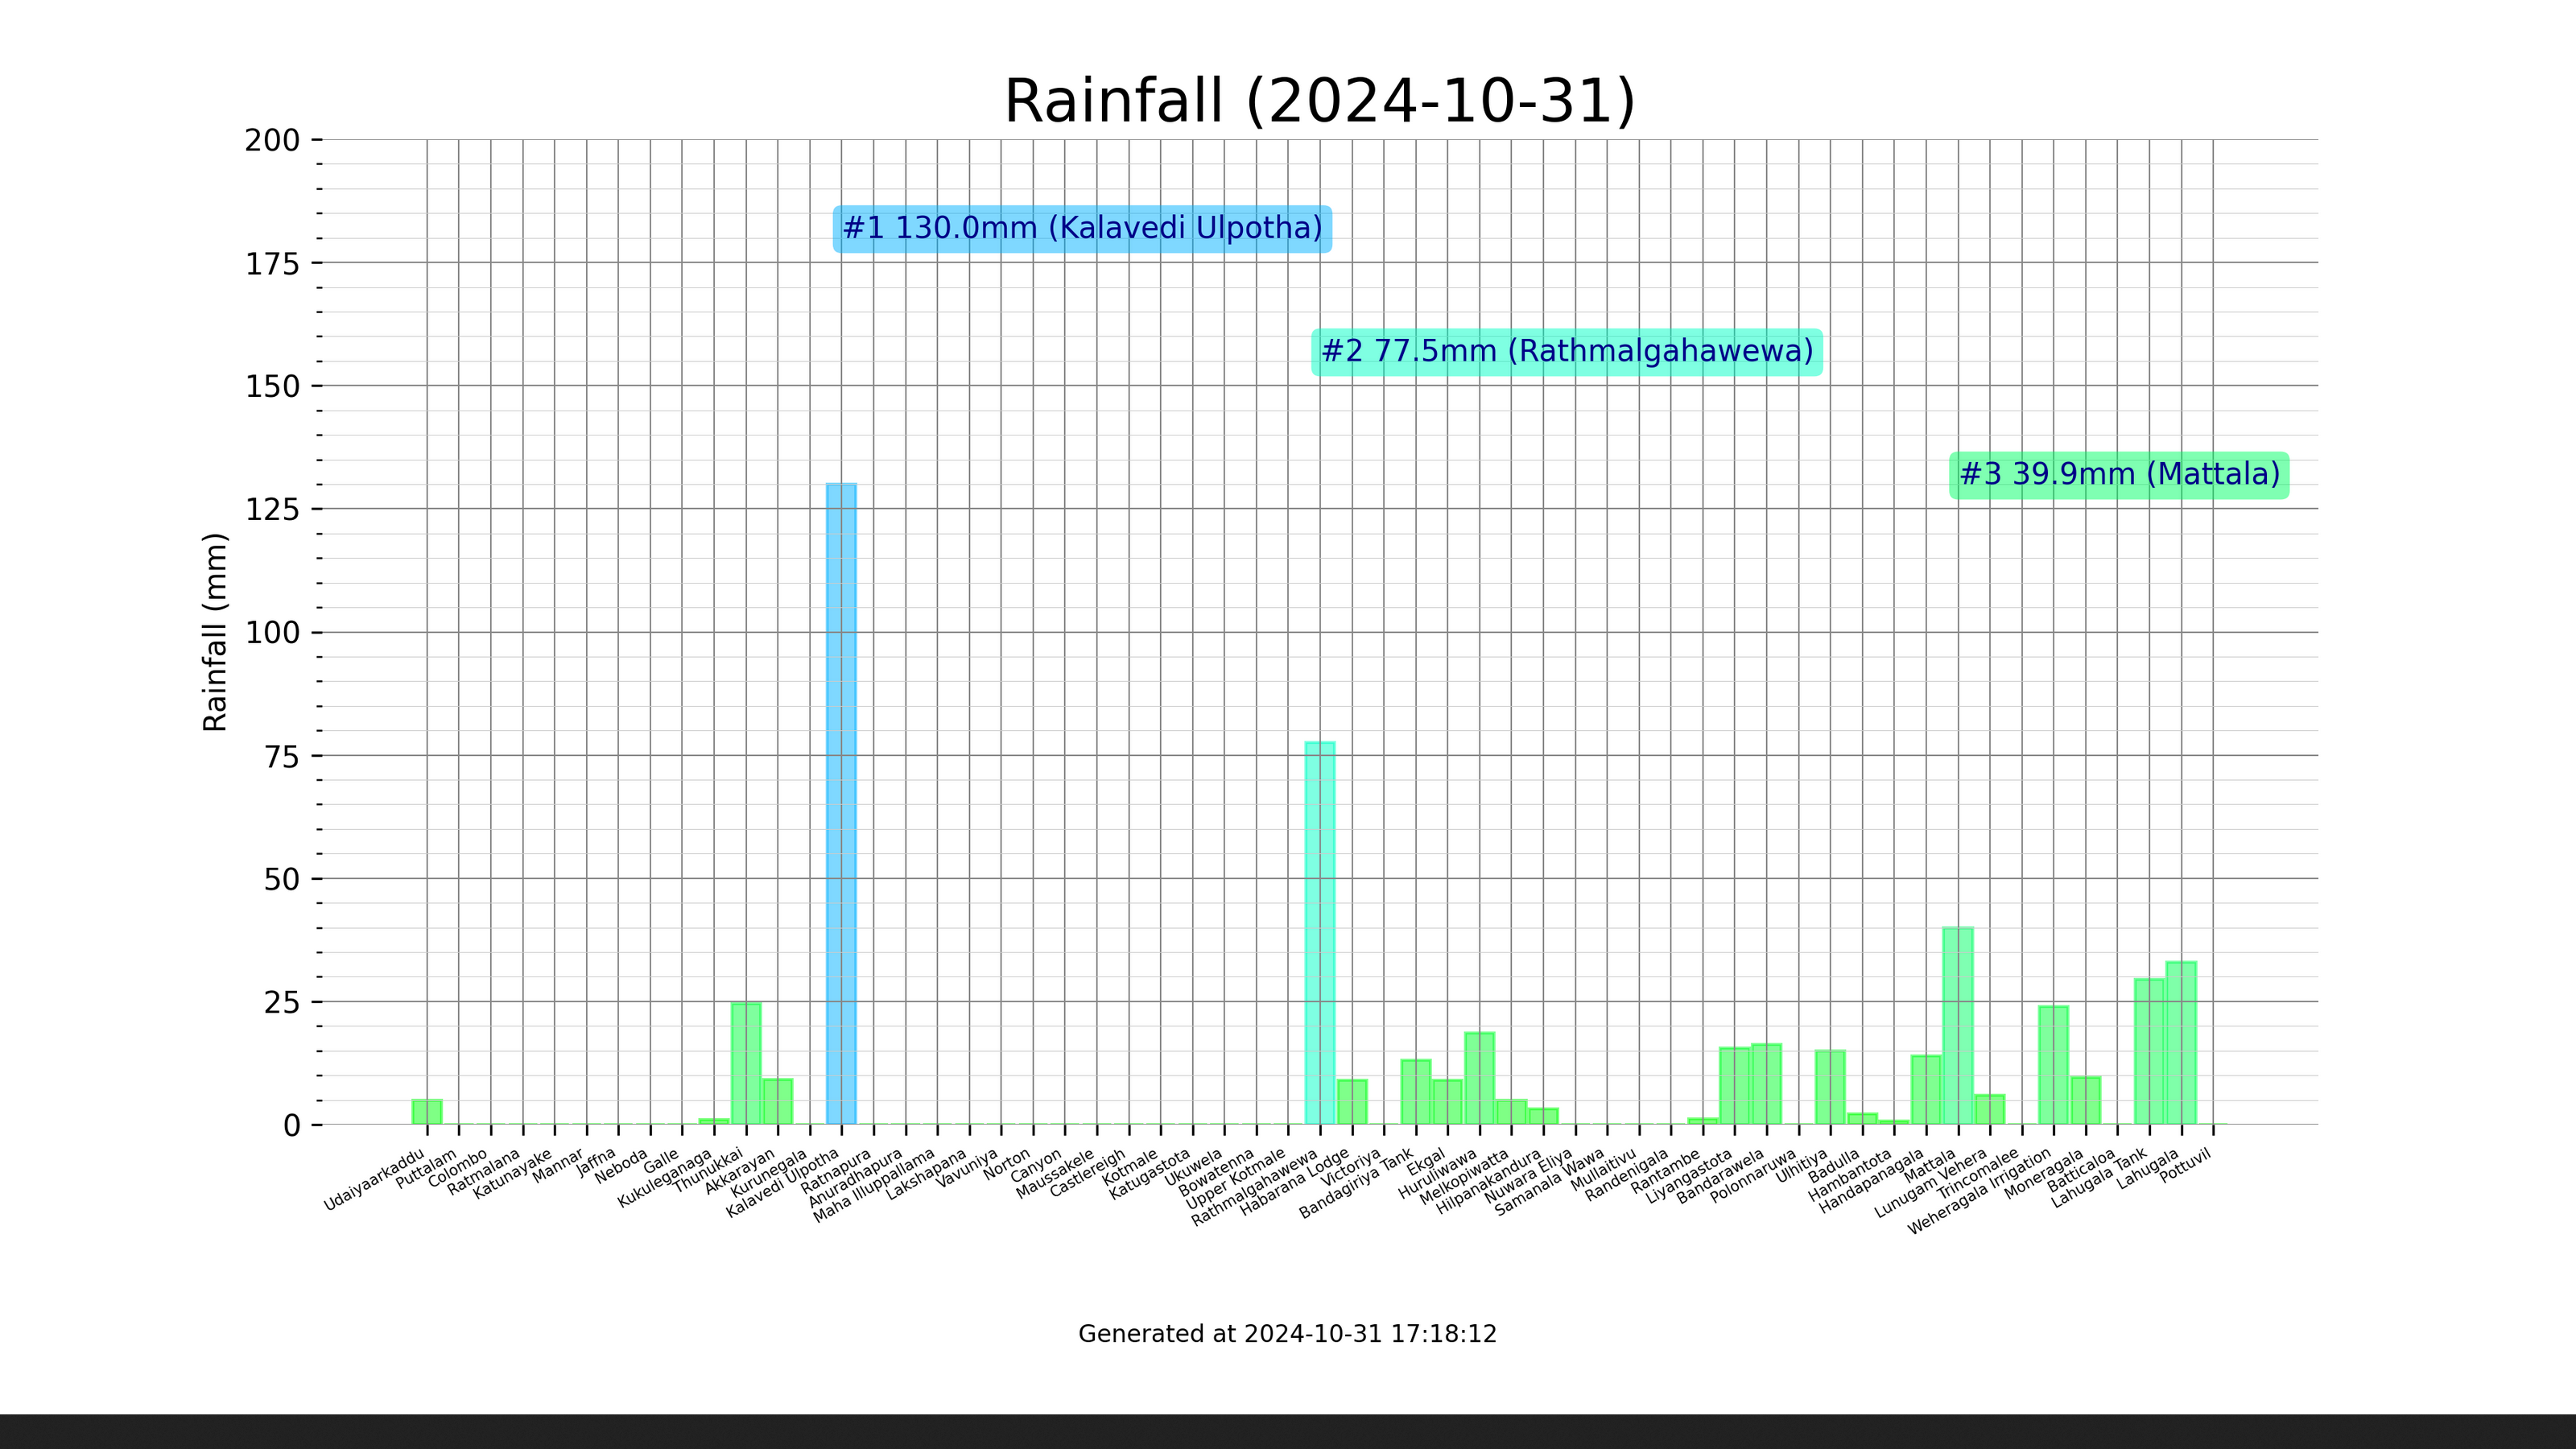 Rainfall (2024-10-31)
200
175
150
125
100
75
50
25
0
Rainfall (mm)
#1 130.0mm (Kalavedi Ulpotha)
#2 77.5mm (Rathmalgahawewa)
#3 39.9mm (Mattala)
Udaiyaarkaddu
Puttalam
Colombo
Ratmalana
Katunayake
Mannar
Jaffna
Neboda
Galle
Kukuleganaga
Thunukkai
Akkarayan
Kurunegala
Kalavedi Ulpotha
Ratnapura
Anuradhapura
Maha Illuppallama
Lakshapana
Vavuniya
Norton
Canyon
Maussakele
Castlereigh
Kotmale
Katugastota
Ukuwela
Bowatenna
Upper Kotmale
Rathmalgahawewa
Habarana Lodge
Victoriya
Bandagiriya Tank
Ekgal
Huruliwawa
Melkopiwatta
Hilpanakandura
Nuwara Eliya
Samanala Wawa
Mullaitivu
Randenigala
Rantambe
Liyangastota
Bandarawela
Polonnaruwa
Ulhitiya
Badulla
Hambantota
Handapanagala
Mattala
Lunugam Vehera
Trincomalee
Weheragala Irrigation
Moneragala
Batticaloa
Lahugala Tank
Lahugala
Pottuvil
Generated at 2024-10-31 17:18:12